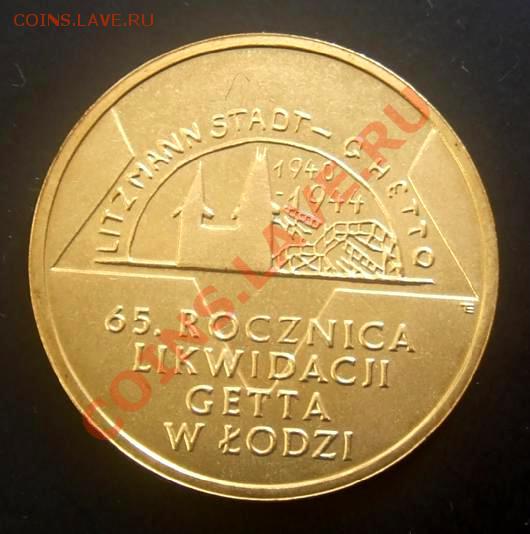 COINS.LAVE.RU
LITZMANNSTADT-GHETTO
1940
-1944
65. ROCZNICA
LIKWIDACJI
GETTA
W ŁODZI
COINS.LAVE.RU